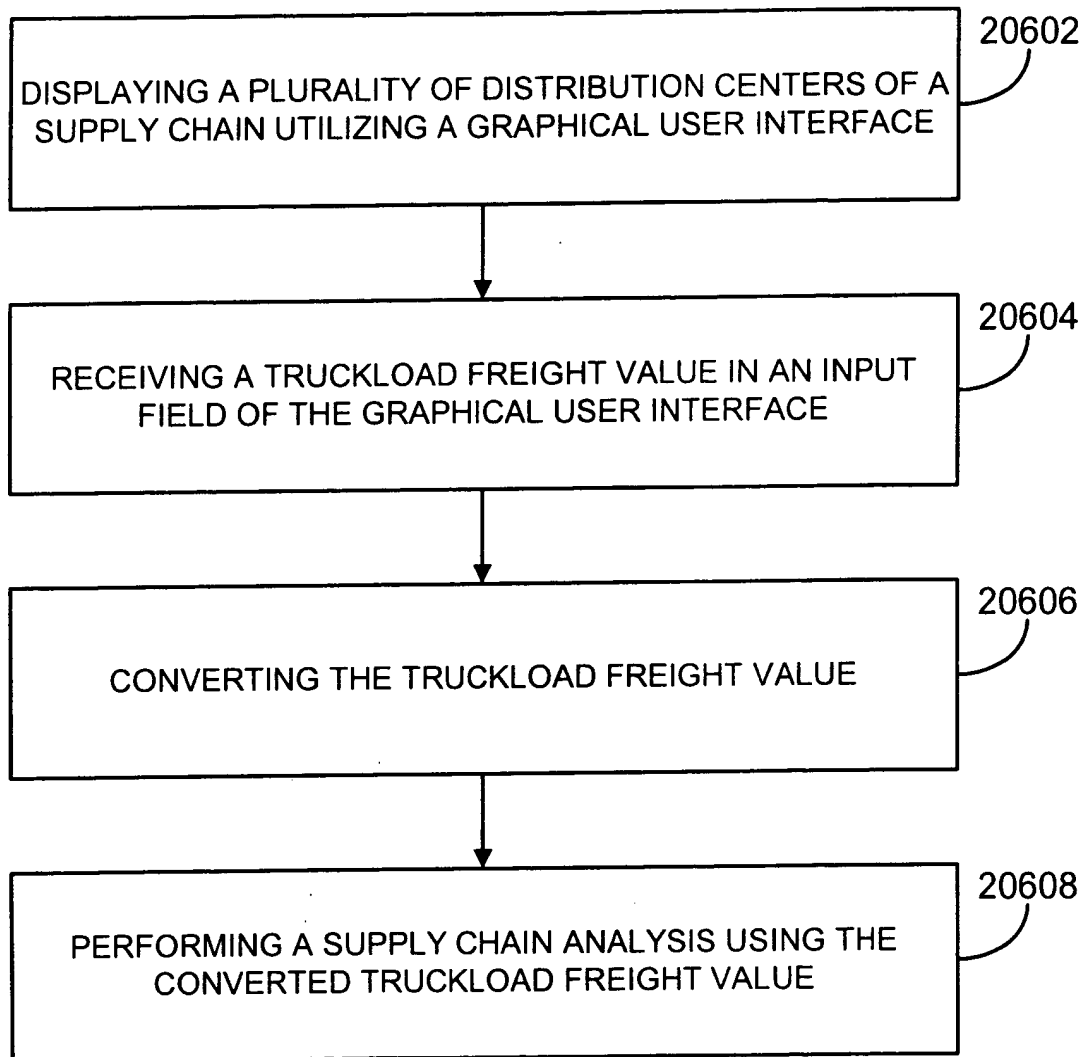 20602
DISPLAYING A PLURALITY OF DISTRIBUTION CENTERS OF A
SUPPLY CHAIN UTILIZING A GRAPHICAL USER INTERFACE
20604
RECEIVING A TRUCKLOAD FREIGHT VALUE IN AN INPUT
FIELD OF THE GRAPHICAL USER INTERFACE
20606
CONVERTING THE TRUCKLOAD FREIGHT VALUE
20608
PERFORMING A SUPPLY CHAIN ANALYSIS USING THE
CONVERTED TRUCKLOAD FREIGHT VALUE